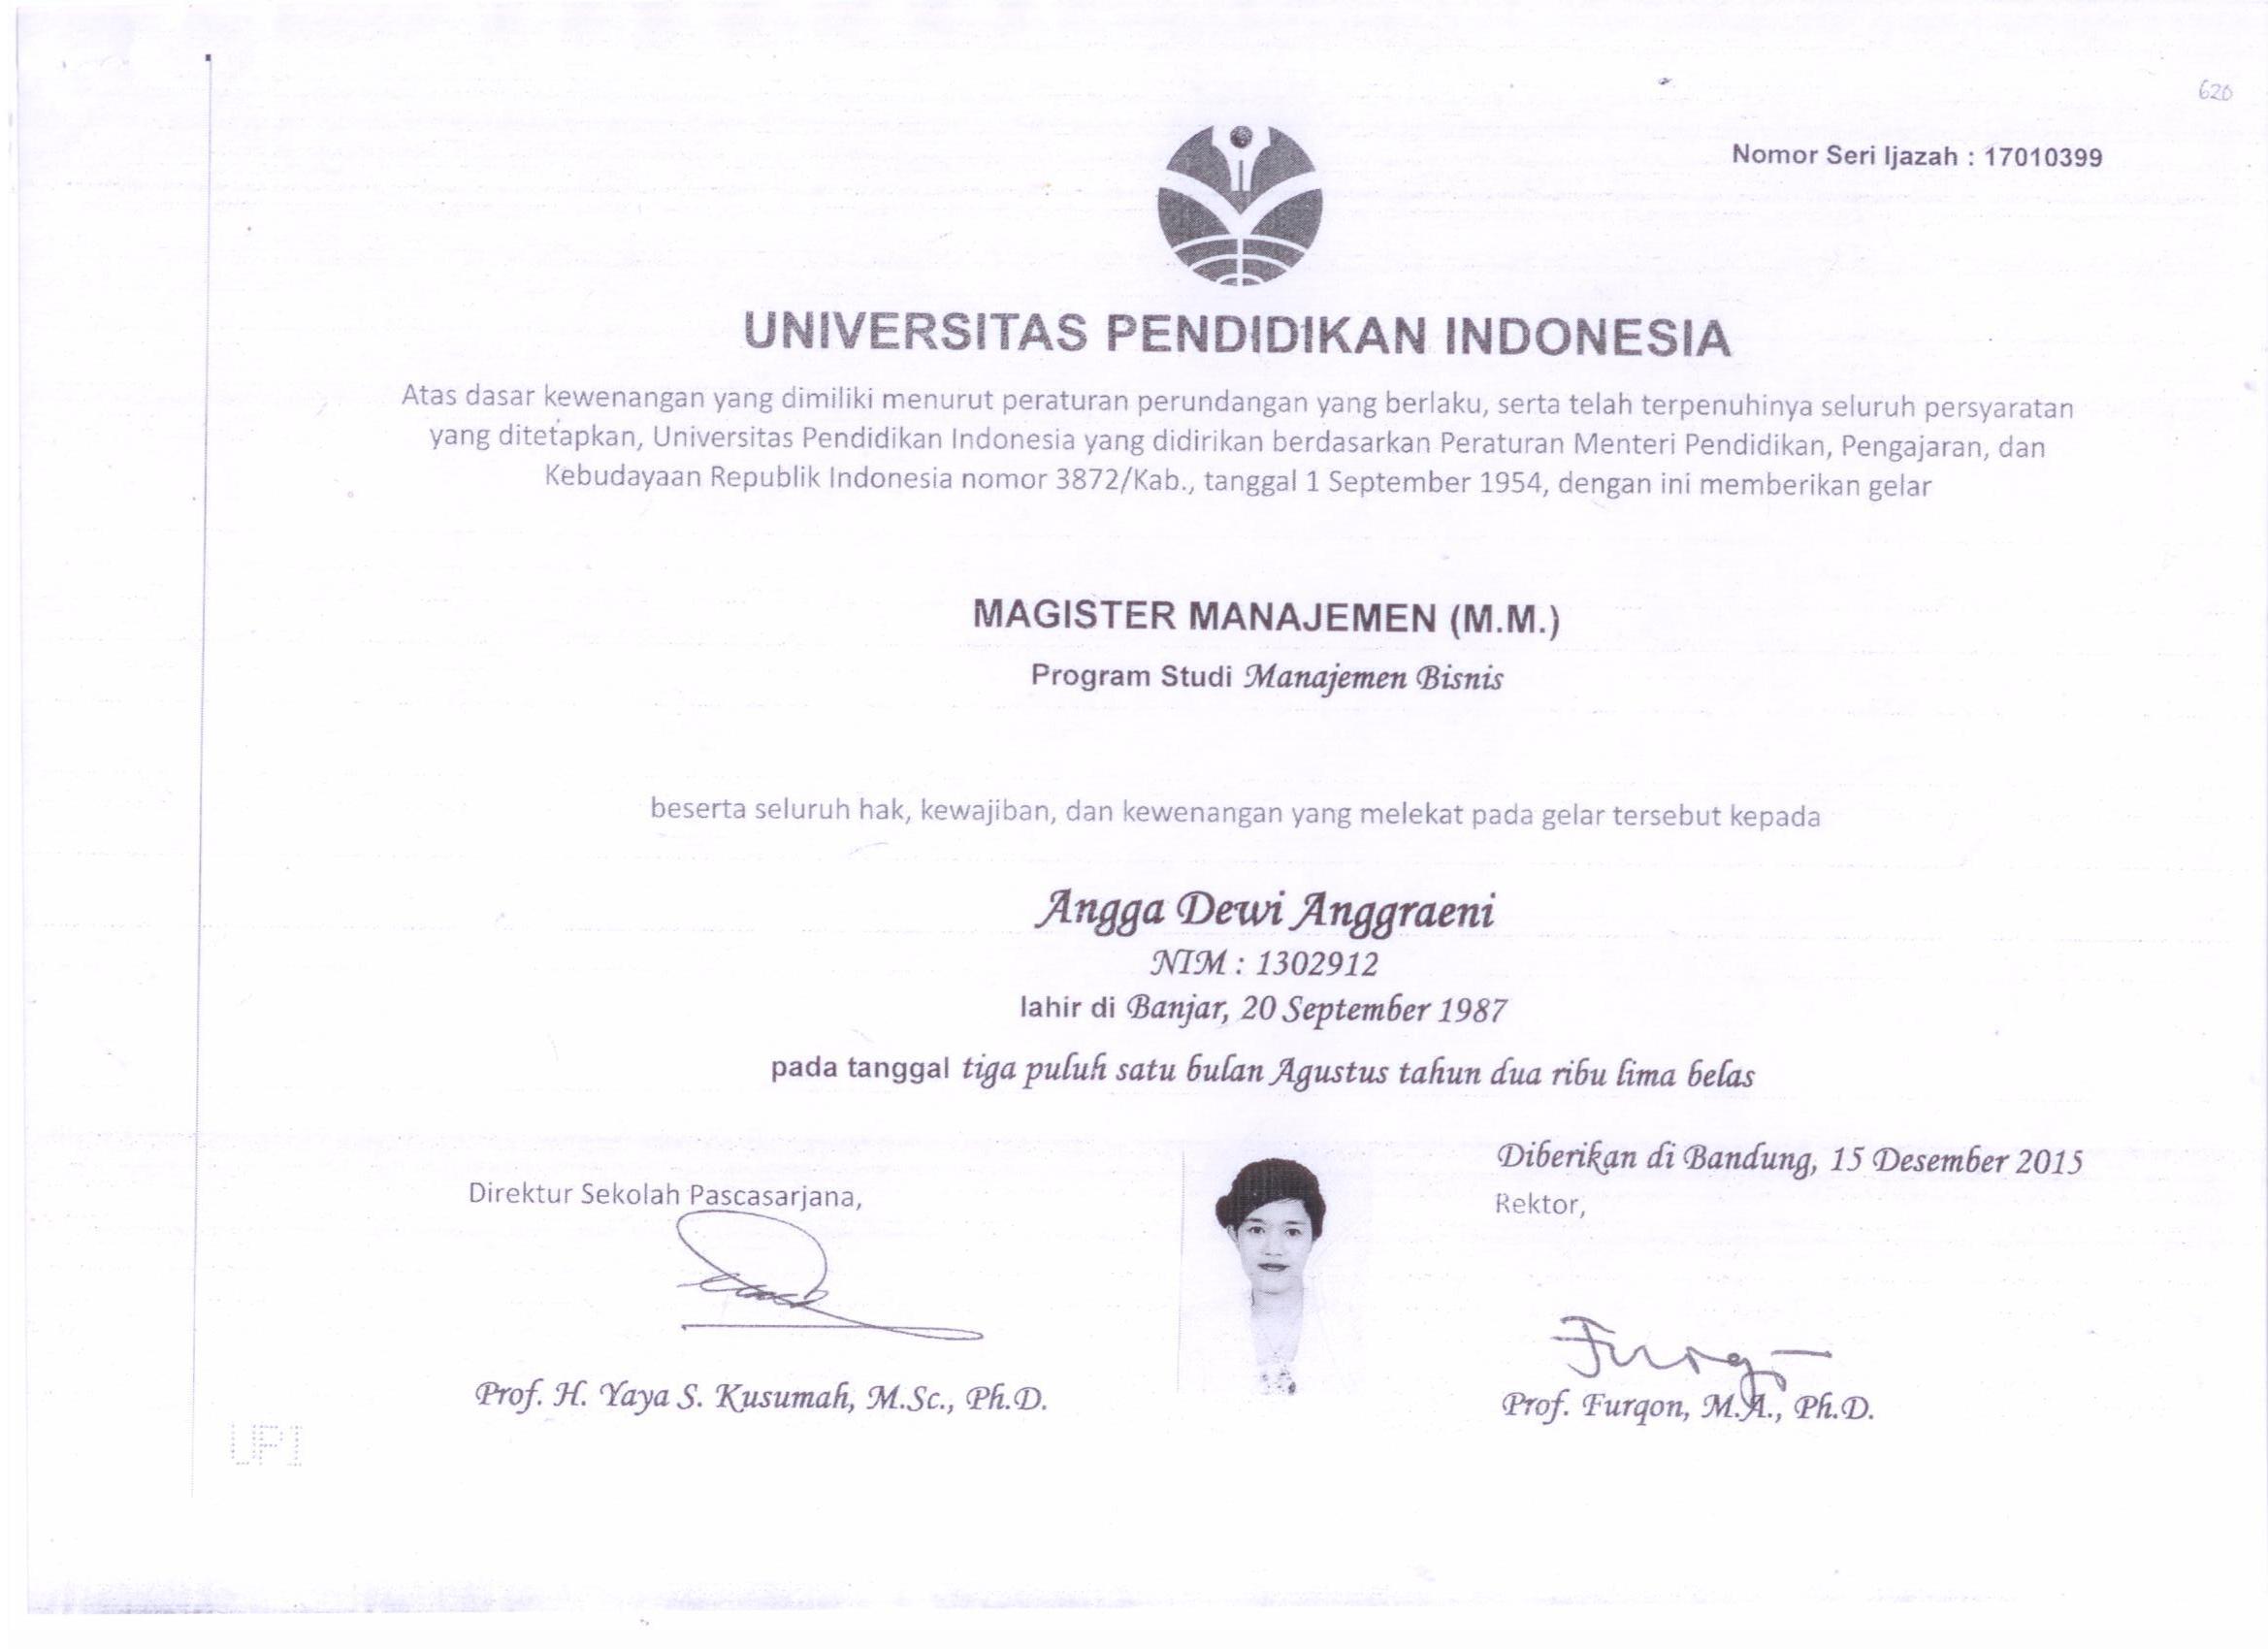 620
Nomor Seri Ijazah : 17010399
UNIVERSITAS PENDIDIKAN INDONESIA
Atas dasar kewenangan yang dimiliki menurut peraturan perundangan yang berlaku, serta telah terpenuhinya seluruh persyaratan
yang ditetapkan, Universitas Pendidikan Indonesia yang didirikan berdasarkan Peraturan Menteri Pendidikan, Pengajaran, dan
Kebudayaan Republik Indonesia nomor 3872/Kab., tanggal 1 September 1954, dengan ini memberikan gelar
MAGISTER MANAJEMEN (M.M.)
Program Studi Manajemen Bisnis
beserta seluruh hak, kewajiban, dan kewenangan yang melekat pada gelar tersebut kepada
Angga Dewi Anggraeni
NIM : 1302912
lahir di Banjar, 20 September 1987
pada tanggal tiga puluh satu bulan Agustus tahun dua ribu lima belas
Diberikan di Bandung, 15 Desember 2015
Direktur Sekolah Pascasarjana,
Rektor,
Furqon
Prof. H. Yaya S. Kusumah, M.Sc., Ph.D.
Prof. Furqon, M.A., Ph.D.
UPI